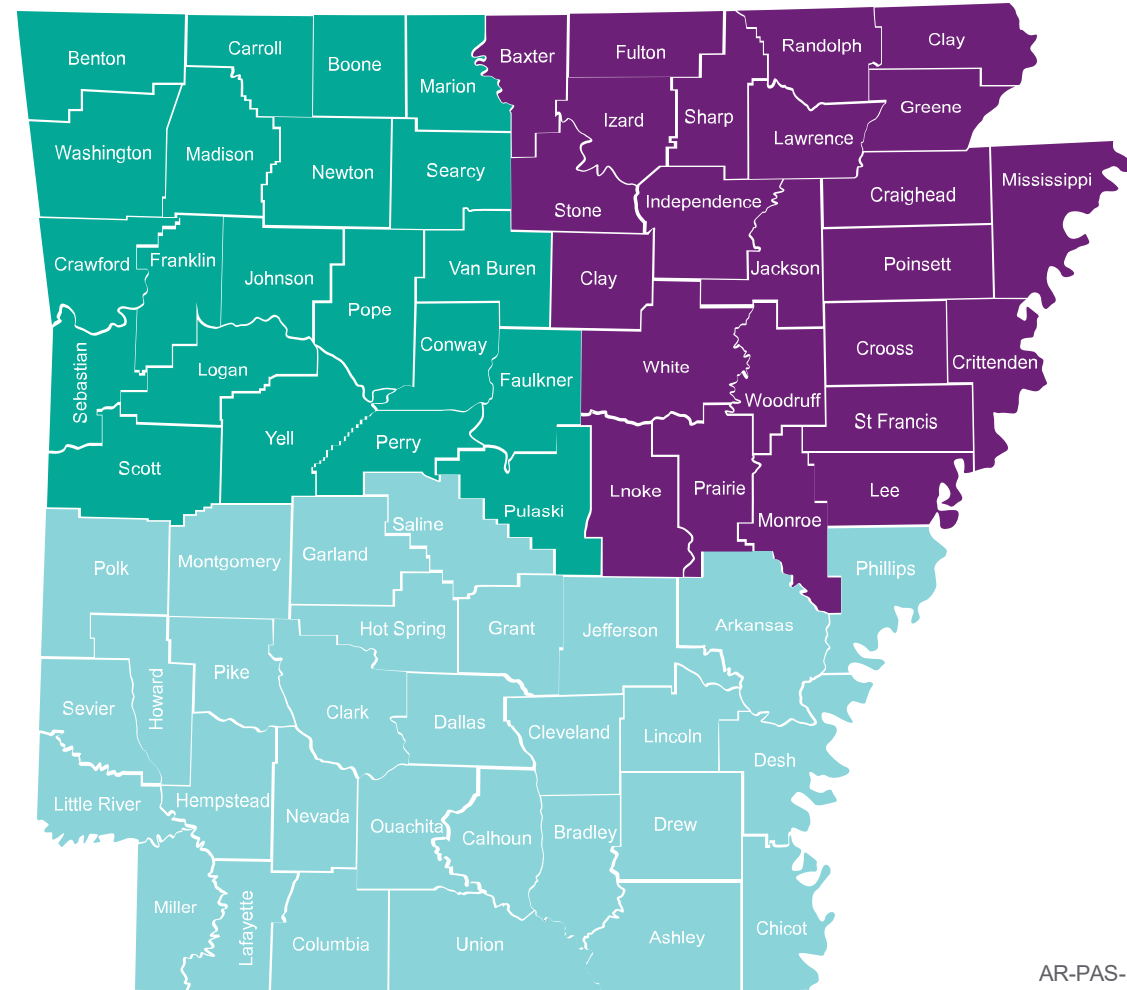 Benton
Carroll
Boone
Marion
Baxter
Fulton
Randolph
Clay
Greene
Washington
Madison
Newton
Searcy
Izard
Sharp
Lawrence
Stone
Independence
Craighead
Mississippi
Crawford
Franklin
Johnson
Pope
Van Buren
Clay
Jackson
Poinsett
Sebastian
Logan
Conway
Faulkner
White
Woodruff
Crooss
Crittenden
St Francis
Scott
Yell
Perry
Pulaski
Lnoke
Prairie
Monroe
Lee
Polk
Montgomery
Garland
Saline
Phillips
Hot Spring
Grant
Jefferson
Arkansas
Sevier
Howard
Pike
Clark
Dallas
Cleveland
Lincoln
Desh
Little River
Hempstead
Nevada
Ouachita
Calhoun
Bradley
Drew
Miller
Lafayette
Columbia
Union
Ashley
Chicot
AR-PAS-